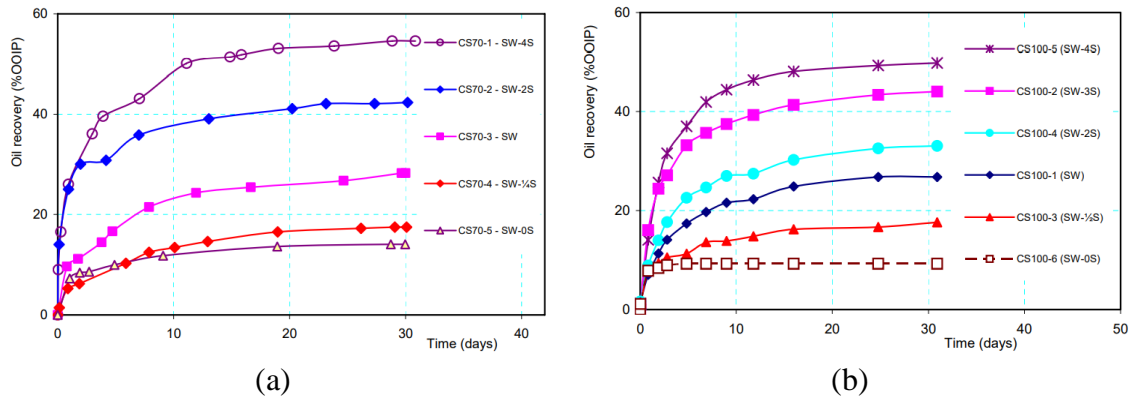 60
40
20
0
Oil recovery (%OOIP)
0
10
20
30
40
Time (days)
CS70-1 - SW-4S
CS70-2 - SW-2S
CS70-3 - SW
CS70-4 - SW-¼S
CS70-5 - SW-0S
(a)
60
40
20
0
Oil recovery (%OOIP)
0
10
20
30
40
50
Time (days)
CS100-5 (SW-4S)
CS100-2 (SW-3S)
CS100-4 (SW-2S)
CS100-1 (SW)
CS100-3 (SW-½S)
CS100-6 (SW-0S)
(b)